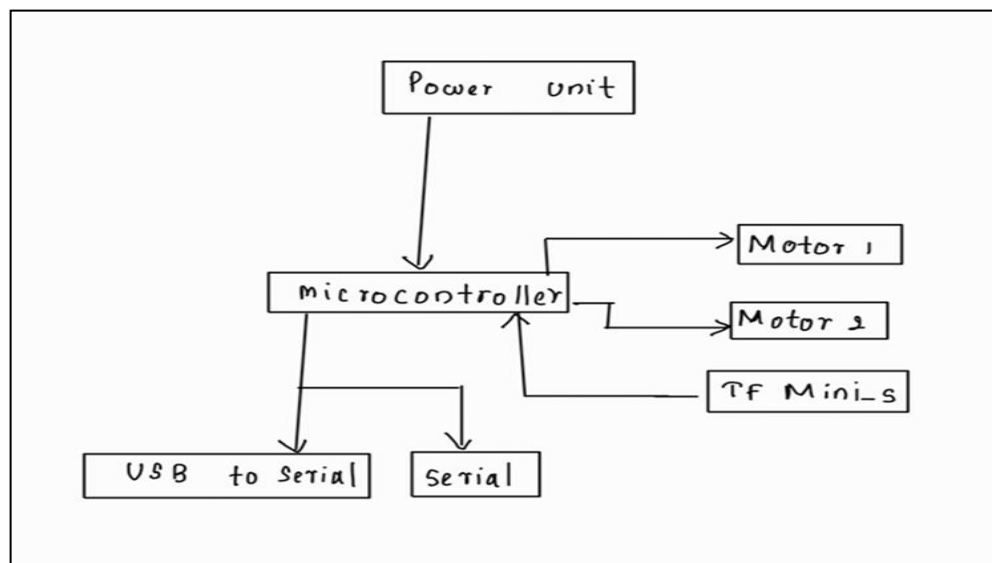 Power unit
Motor 1
microcontroller
Motor 2
TF Mini_s
USB to serial
serial